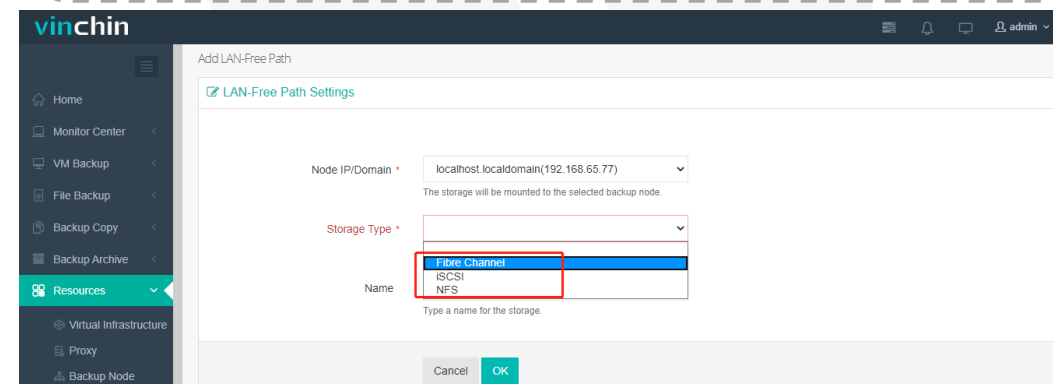 vinchin
admin
Add LAN-Free Path
LAN-Free Path Settings
Home
Monitor Center
VM Backup
File Backup
Backup Copy
Backup Archive
Resources
Virtual Infrastructure
Proxy
Backup Node
Node IP/Domain *
localhost.localdomain(192.168.65.77)
The storage will be mounted to the selected backup node.
Storage Type *
Fibre Channel
iSCSI
NFS
Name
Type a name for the storage.
Cancel
OK